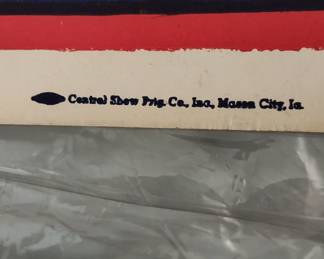 Central Show Prtg. Co., Inc., Mason City, Ia.